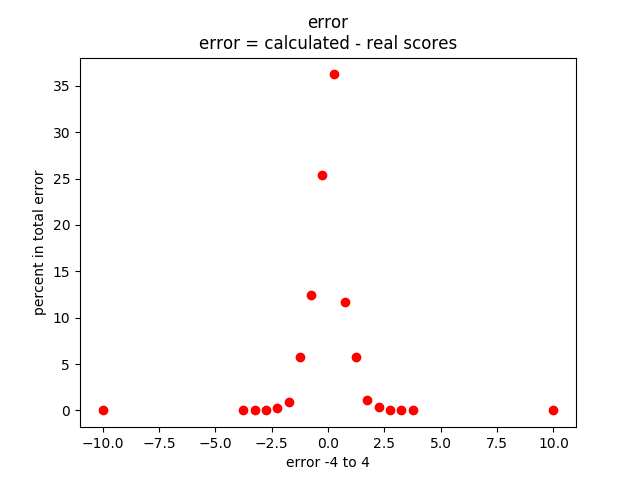 error
error = calculated - real scores
percent in total error
35
30
25
20
15
10
5
0
−10.0 −7.5 −5.0 −2.5 0.0 2.5 5.0 7.5 10.0
error -4 to 4